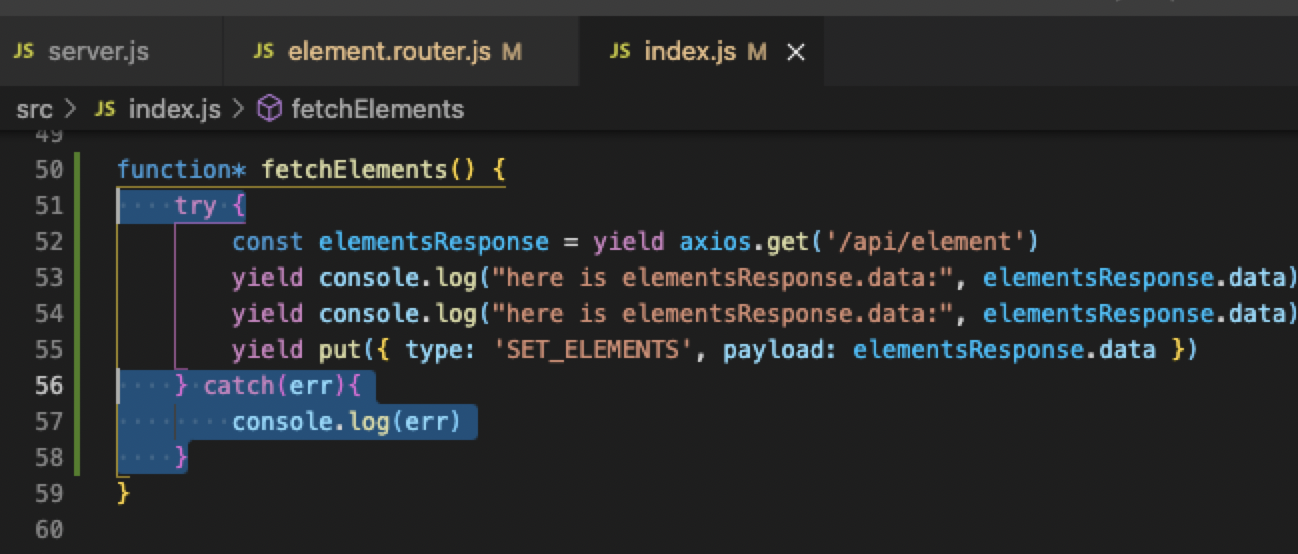 JS server.js JS element.router.js M JS index.js M ×
src > JS index.js > fetchElements
49
50 function* fetchElements() {
51 ····try·{
52 const elementsResponse = yield axios.get('/api/element')
53 yield console.log("here is elementsResponse.data:", elementsResponse.data)
54 yield console.log("here is elementsResponse.data:", elementsResponse.data)
55 yield put({ type: 'SET_ELEMENTS', payload: elementsResponse.data })
56 ····}·catch(err){
57 ········console.log(err)
58 ····}
59 }
60